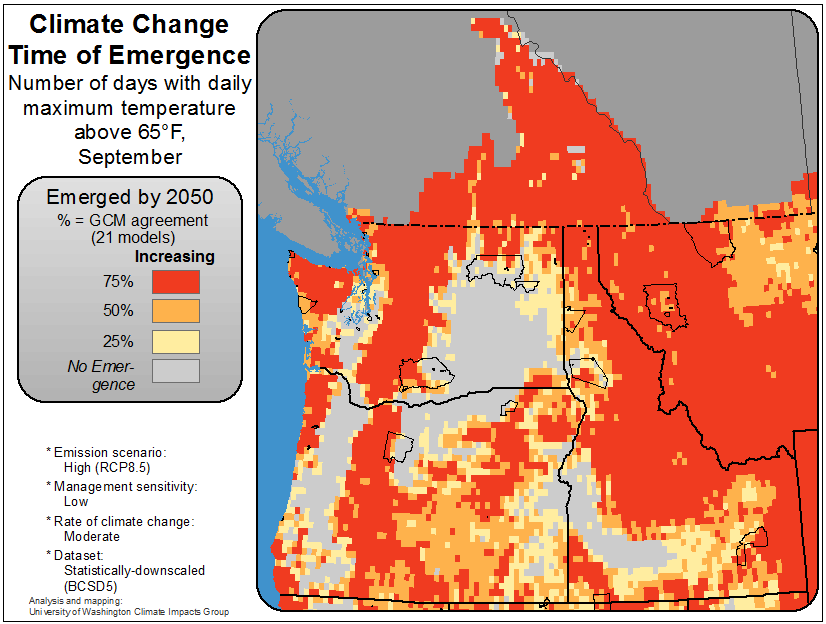 Climate Change
Time of Emergence
Number of days with daily
maximum temperature
above 65°F,
September
Emerged by 2050
% = GCM agreement
(21 models)
Increasing
75%
50%
25%
No Emer-
gence
* Emission scenario:
High (RCP8.5)
* Management sensitivity:
Low
* Rate of climate change:
Moderate
* Dataset:
Statistically-downscaled
(BCSD5)
Analysis and mapping:
University of Washington Climate Impacts Group